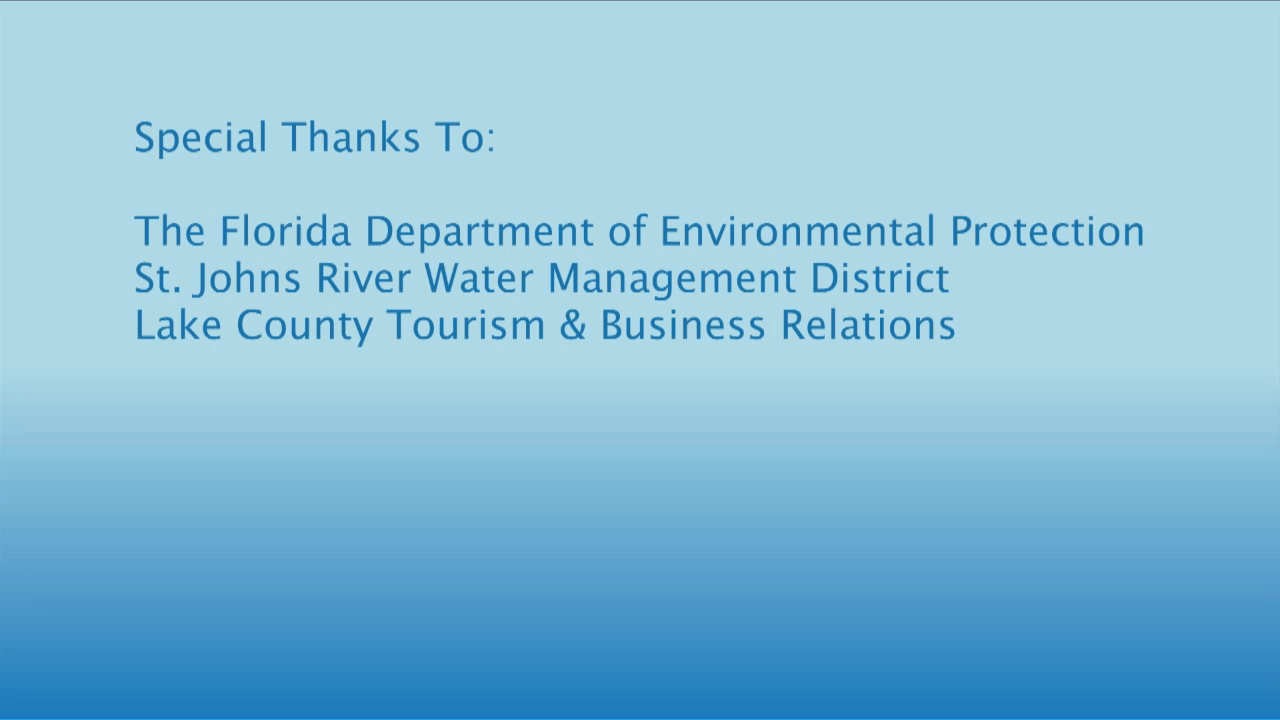 Special Thanks To:
The Florida Department of Environmental Protection
St. Johns River Water Management District
Lake County Tourism & Business Relations